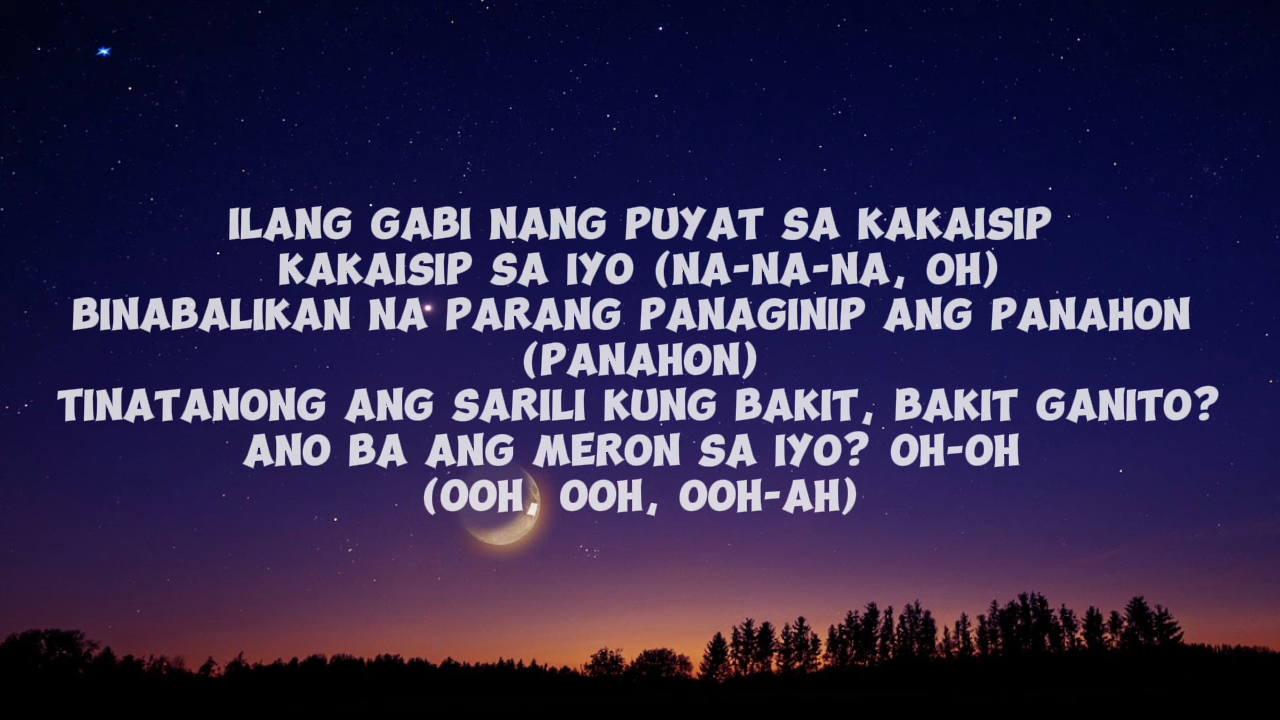 ILANG GABI NANG PUYAT SA KAKAISIP
KAKAISIP SA IYO (NA-NA-NA, OH)
BINABALIKAN NA PARANG PANAGINIP ANG PANAHON
(PANAHON)
TINATANONG ANG SARILI KUNG BAKIT, BAKIT GANITO?
ANO BA ANG MERON SA IYO? OH-OH
(OOH, OOH, OOH-AH)